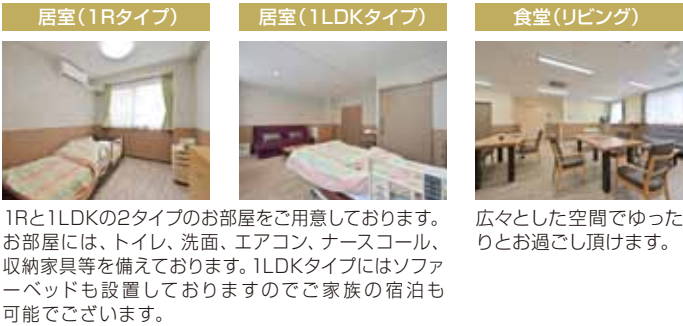 居室(1Rタイプ)
居室(1LDKタイプ)
食堂(リビング)
1Rと1LDKの2タイプのお部屋をご用意しております。
お部屋には、トイレ、洗面、エアコン、ナースコール、
収納家具等を備えております。1LDKタイプにはソファ
ーベッドも設置しておりますのでご家族の宿泊も
可能でございます。
広々とした空間でゆった
りとお過ごし頂けます。